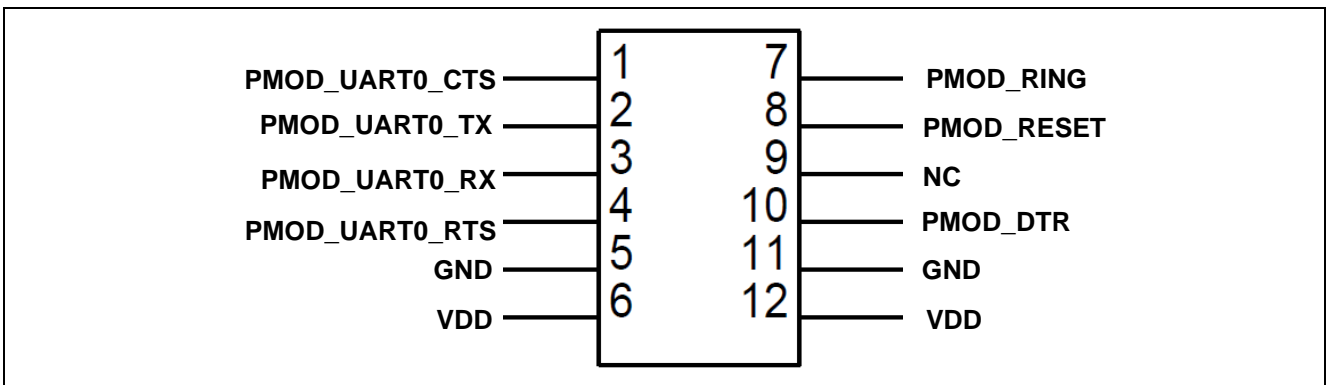 PMOD_UART0_CTS 1 7 PMOD_RING
PMOD_UART0_TX 2 8 PMOD_RESET
PMOD_UART0_RX 3 9 NC
PMOD_UART0_RTS 4 10 PMOD_DTR
GND 5 11 GND
VDD 6 12 VDD